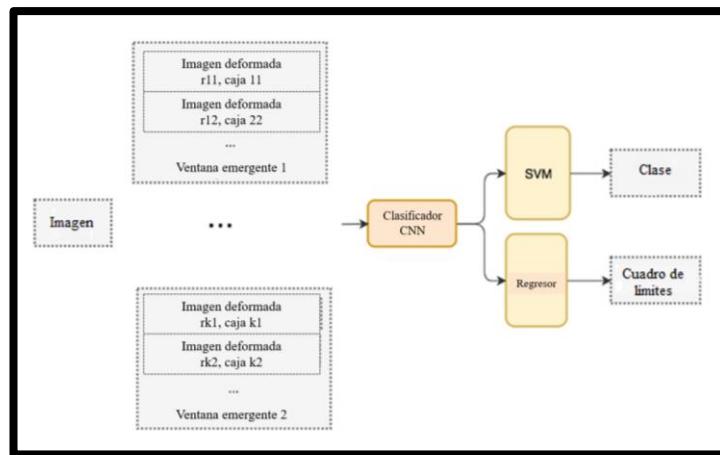 Imagen
Imagen deformada
r11, caja 11
Imagen deformada
r12, caja 22
...
Ventana emergente 1
...
Imagen deformada
rk1, caja k1
Imagen deformada
rk2, caja k2
...
Ventana emergente 2
Clasificador
CNN
SVM
Clase
Regresor
Cuadro de
limites